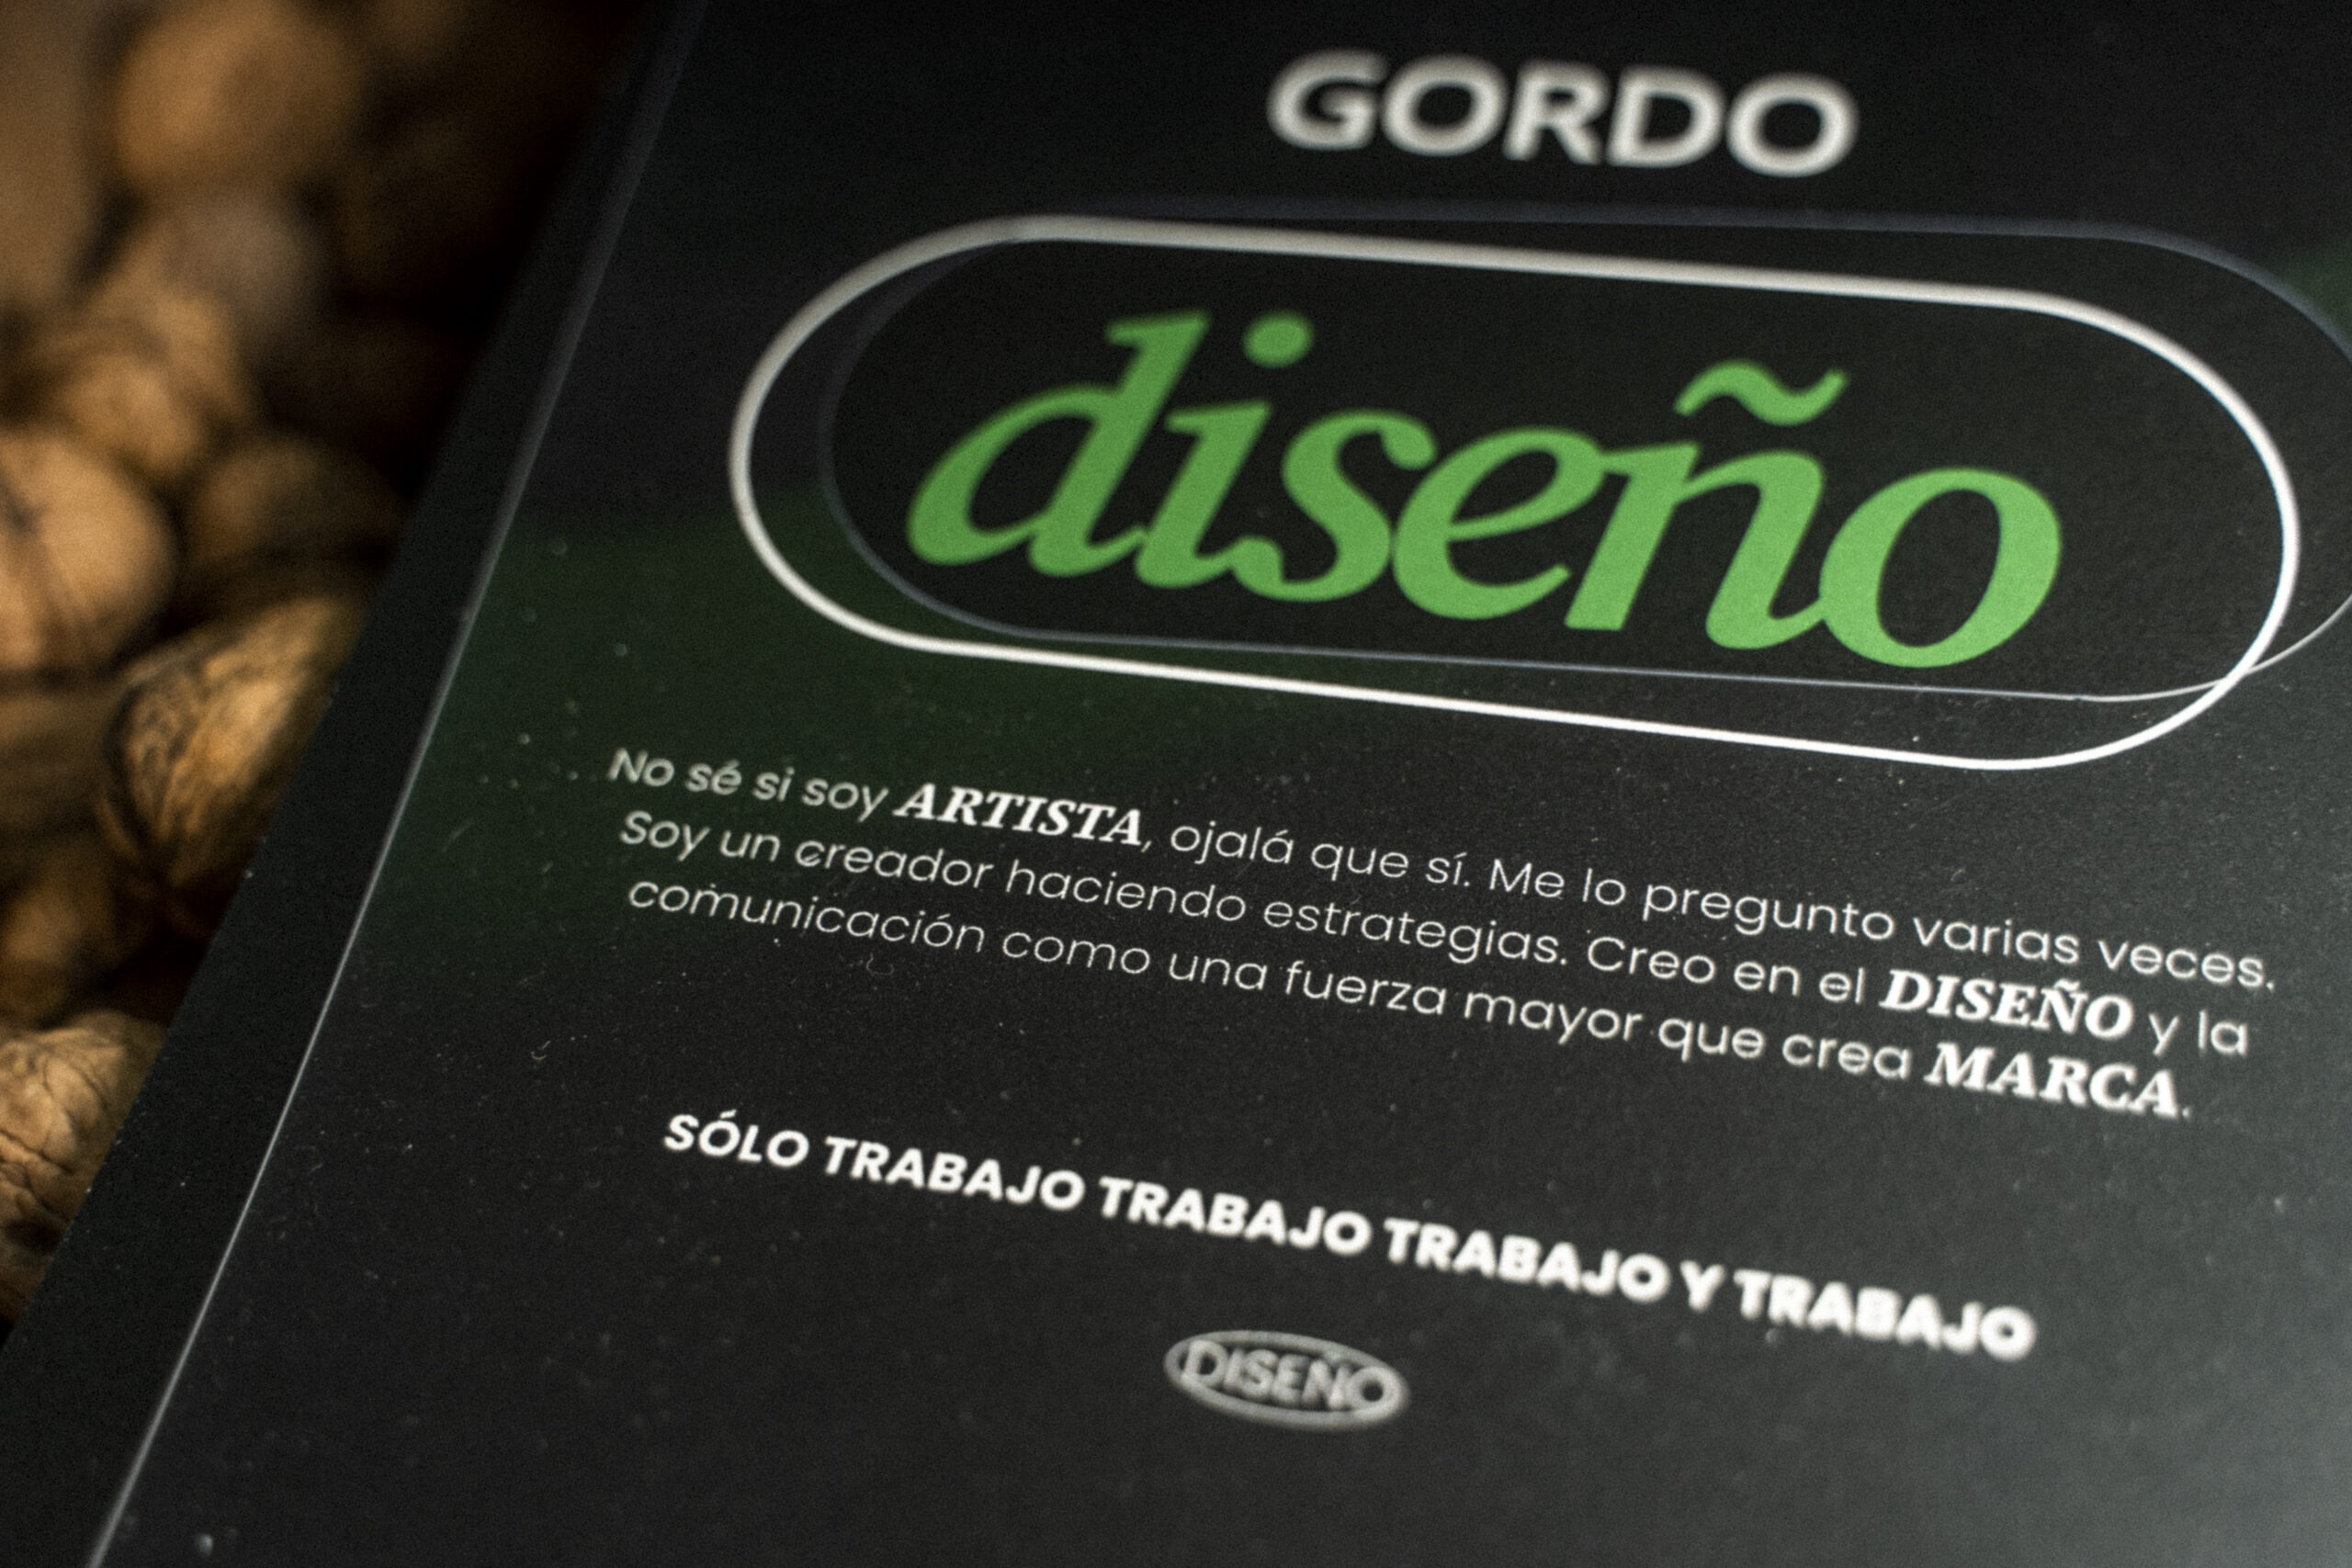 GORDO
diseño
No sé si soy ARTISTA, ojalá que sí. Me lo pregunto varias veces.
Soy un creador haciendo estrategias. Creo en el DISEÑO y la
comunicación como una fuerza mayor que crea MARCA.
SÓLO TRABAJO TRABAJO TRABAJO Y TRABAJO
DISEÑO